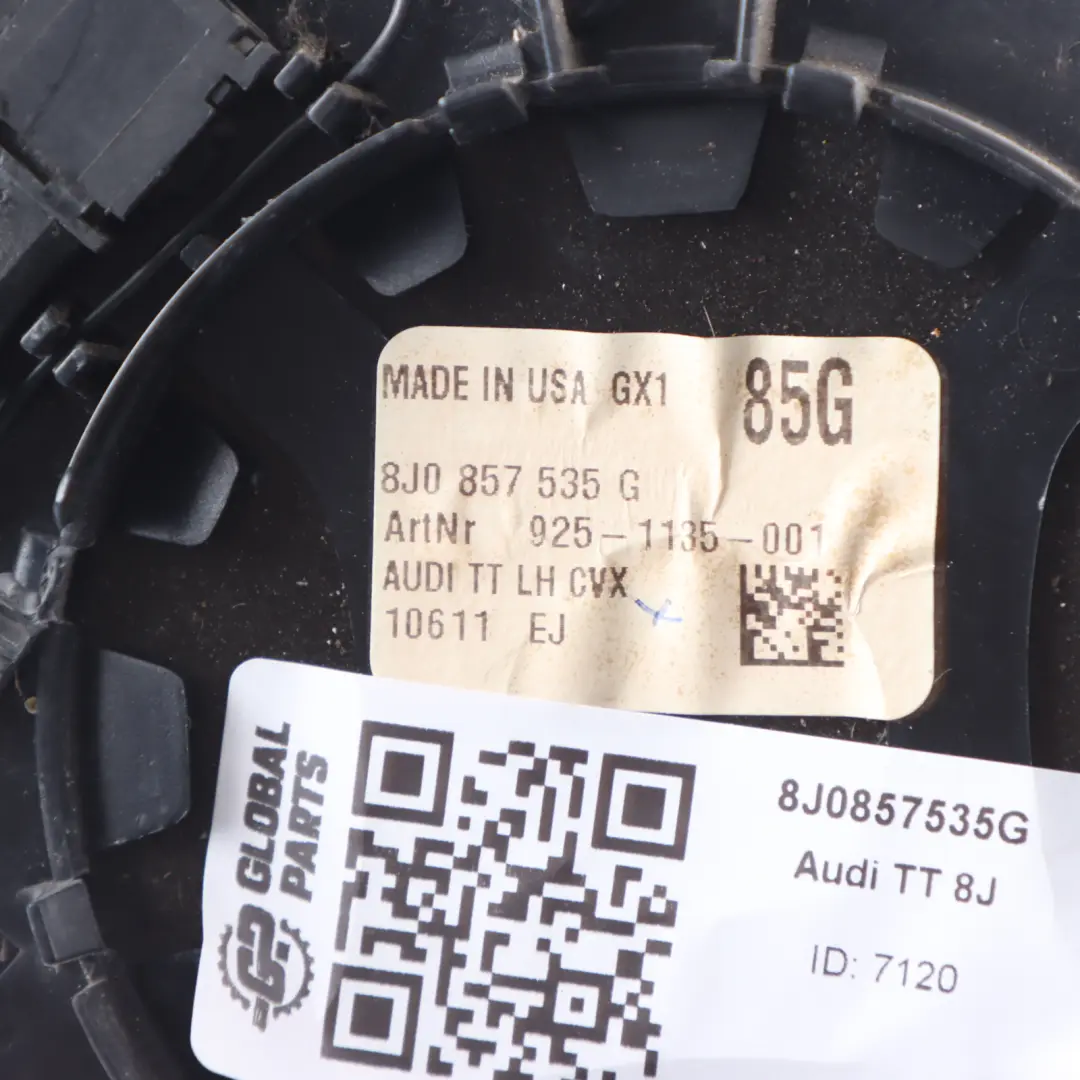 MADE IN USA GX1 85G
8J0 857 535 G
ArtNr 925-1135-001
AUDI TT LH CVX
10611 EJ
GLOBAL
PARTS
8J0857535G
Audi TT 8J
ID: 7120